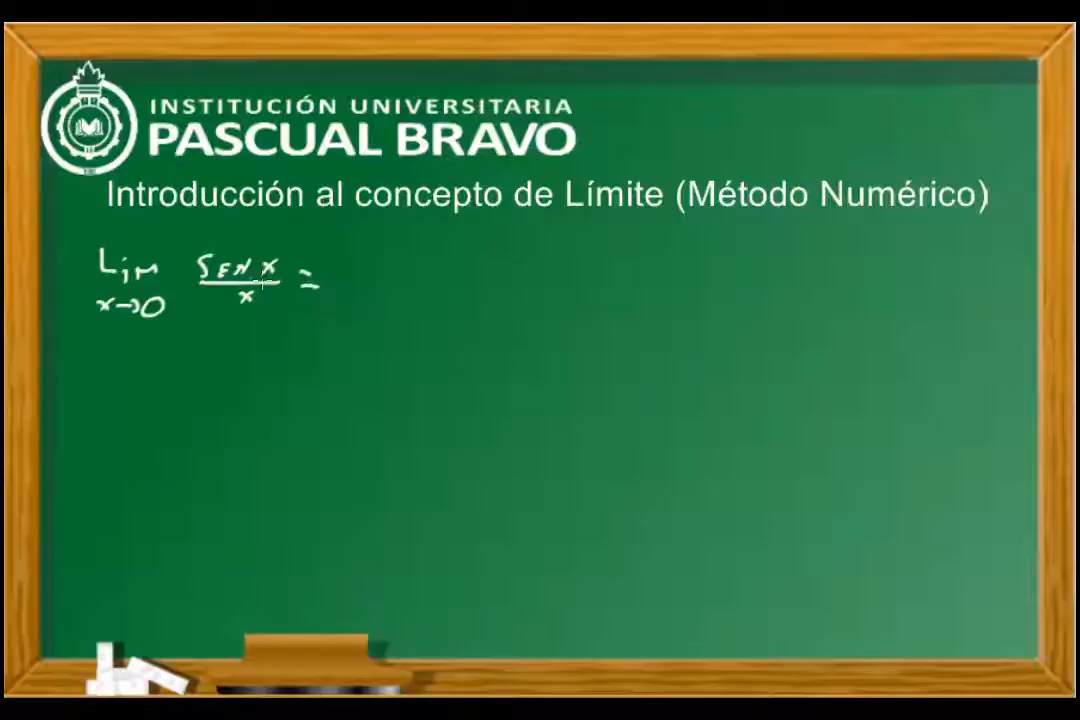 INSTITUCIÓN UNIVERSITARIA
PASCUAL BRAVO
Introducción al concepto de Límite (Método Numérico)
Lim SEN x =
x→0 x